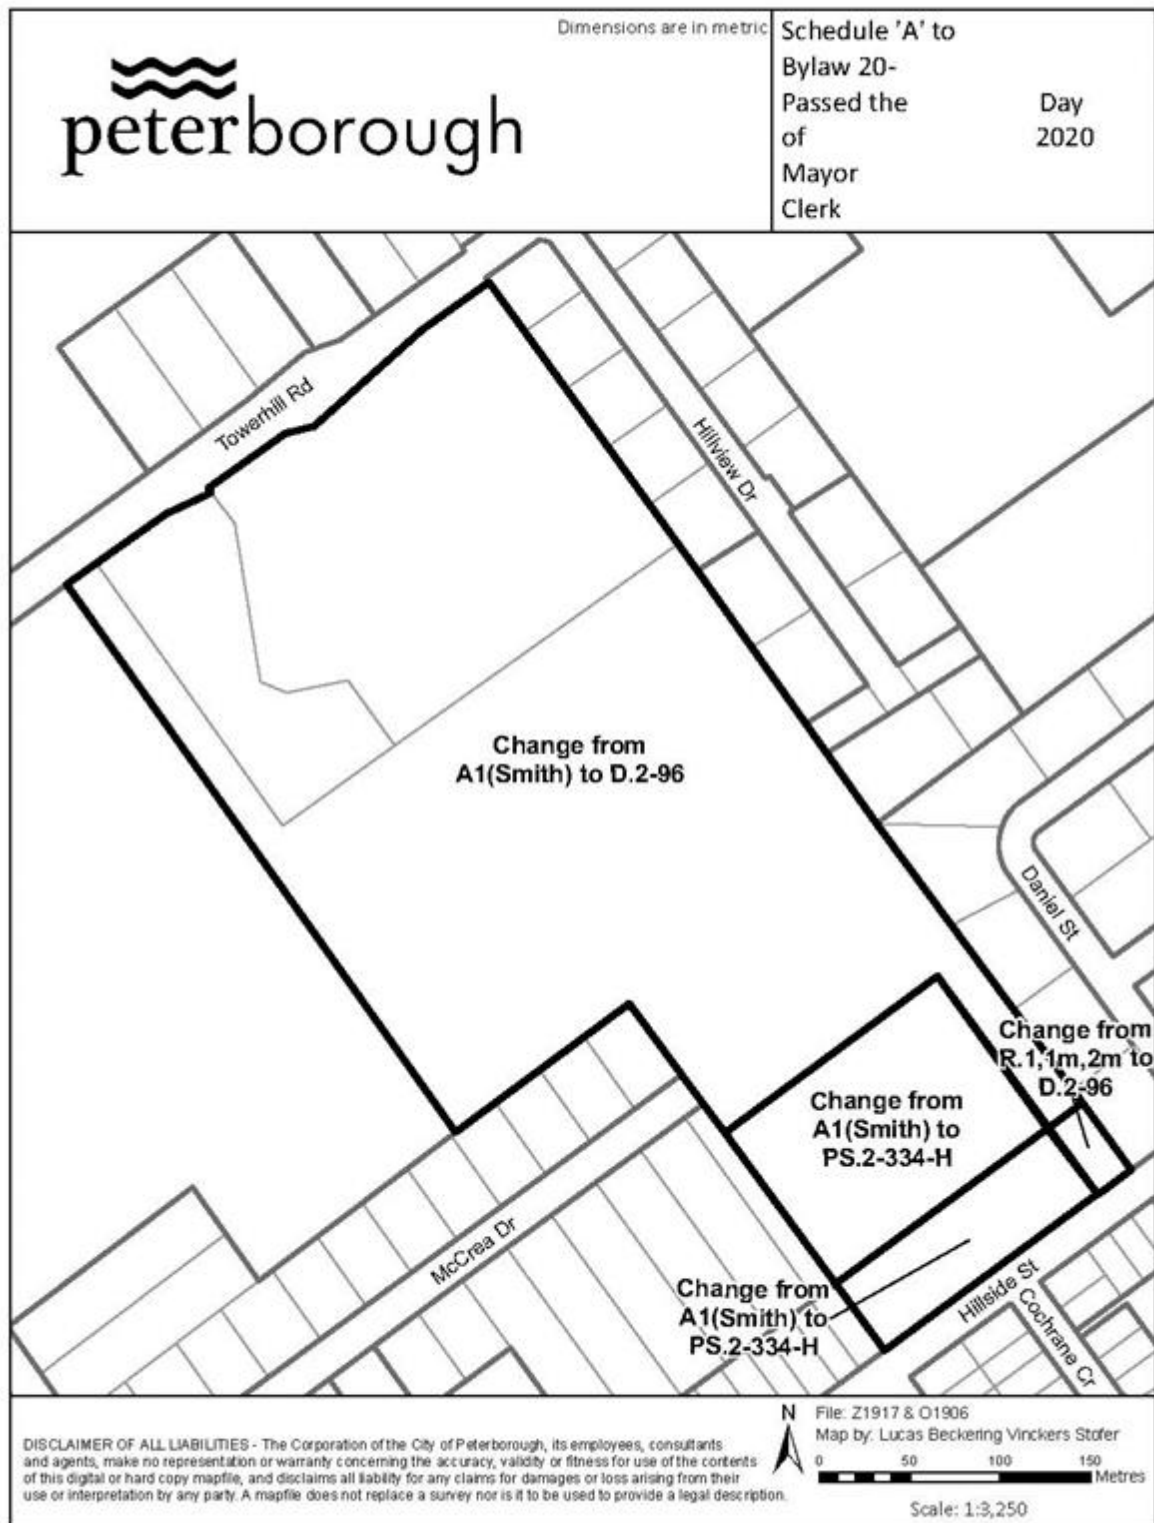 Dimensions are in metric
peterborough
Schedule 'A' to
Bylaw 20-
Passed the Day
of 2020
Mayor
Clerk
Towerhill Rd
Hillview Dr
Change from
A1(Smith) to D.2-96
Daniel St
Change from
R.1,1m,2m to
D.2-96
Change from
A1(Smith) to
PS.2-334-H
McCrea Dr
Change from
A1(Smith) to
PS.2-334-H
Hillside St
Cochrane Cr
DISCLAIMER OF ALL LIABILITIES - The Corporation of the City of Peterborough, its employees, consultants
and agents, make no representation or warranty concerning the accuracy, validity or fitness for use of the contents
of this digital or hard copy mapfile, and disclaims all liability for any claims for damages or loss arising from their
use or interpretation by any party. A mapfile does not replace a survey nor is it to be used to provide a legal description.
N
File: Z1917 & O1906
Map by: Lucas Beckering Vinckers Stofer
0 50 100 150
Metres
Scale: 1:3,250